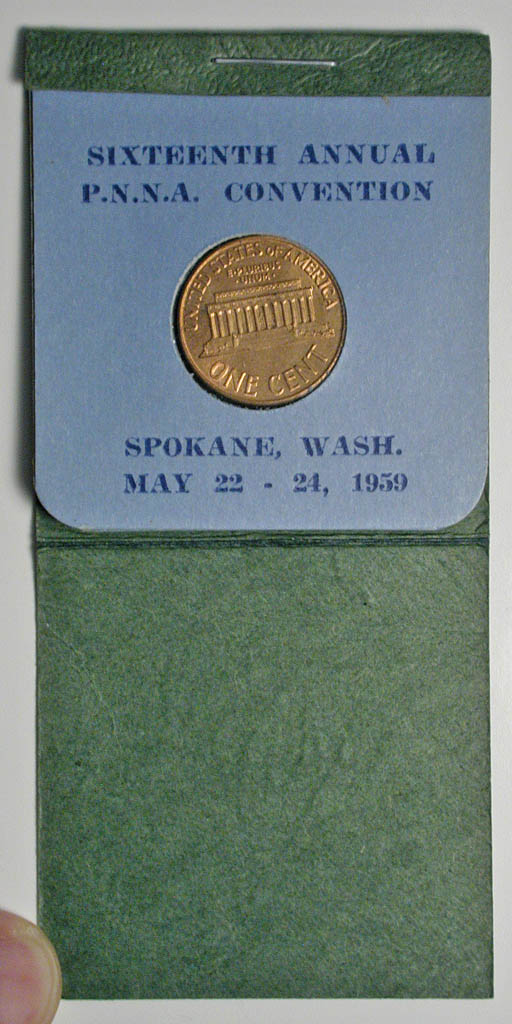 SIXTEENTH ANNUAL
P.N.N.A. CONVENTION
UNITED STATES OF AMERICA
E·PLURIBUS
·UNUM·
ONE CENT
SPOKANE, WASH.
MAY 22 - 24, 1959